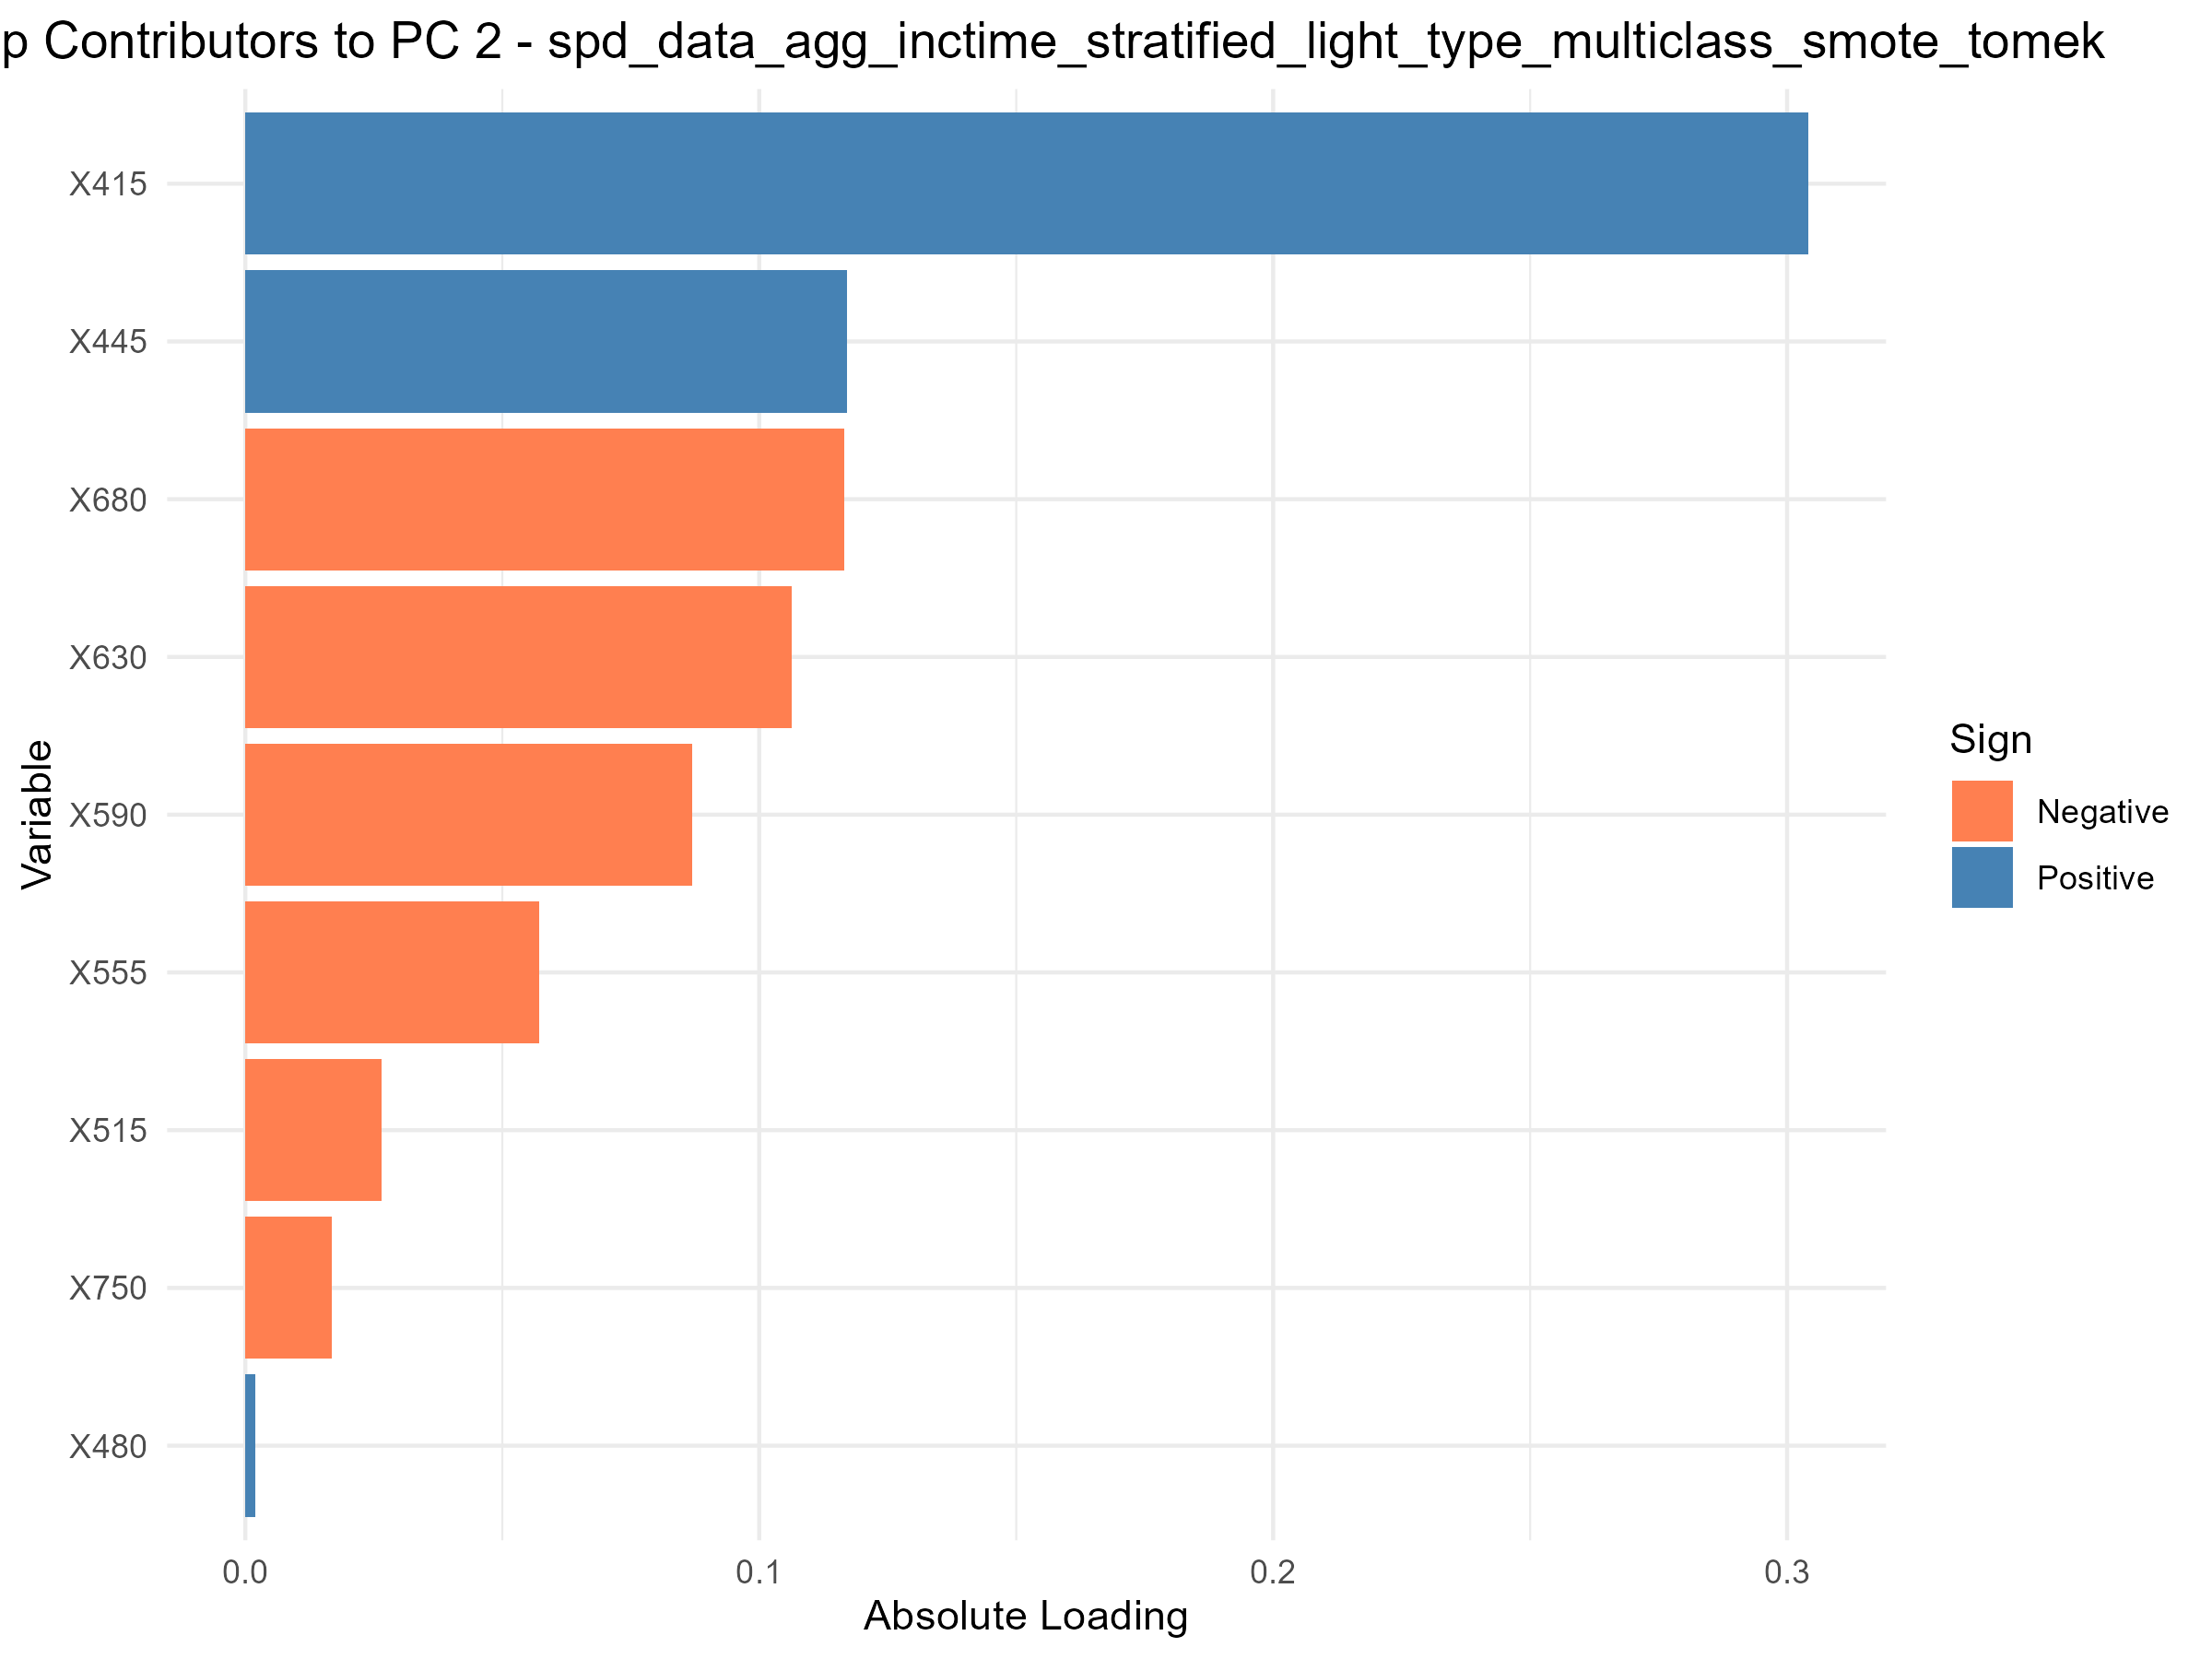 p Contributors to PC 2 - spd_data_agg_inctime_stratified_light_type_multiclass_smote_tomek
X415
X445
X680
X630
X590
X555
X515
X750
X480
Variable
0.0 0.1 0.2 0.3
Absolute Loading
Sign
Negative
Positive